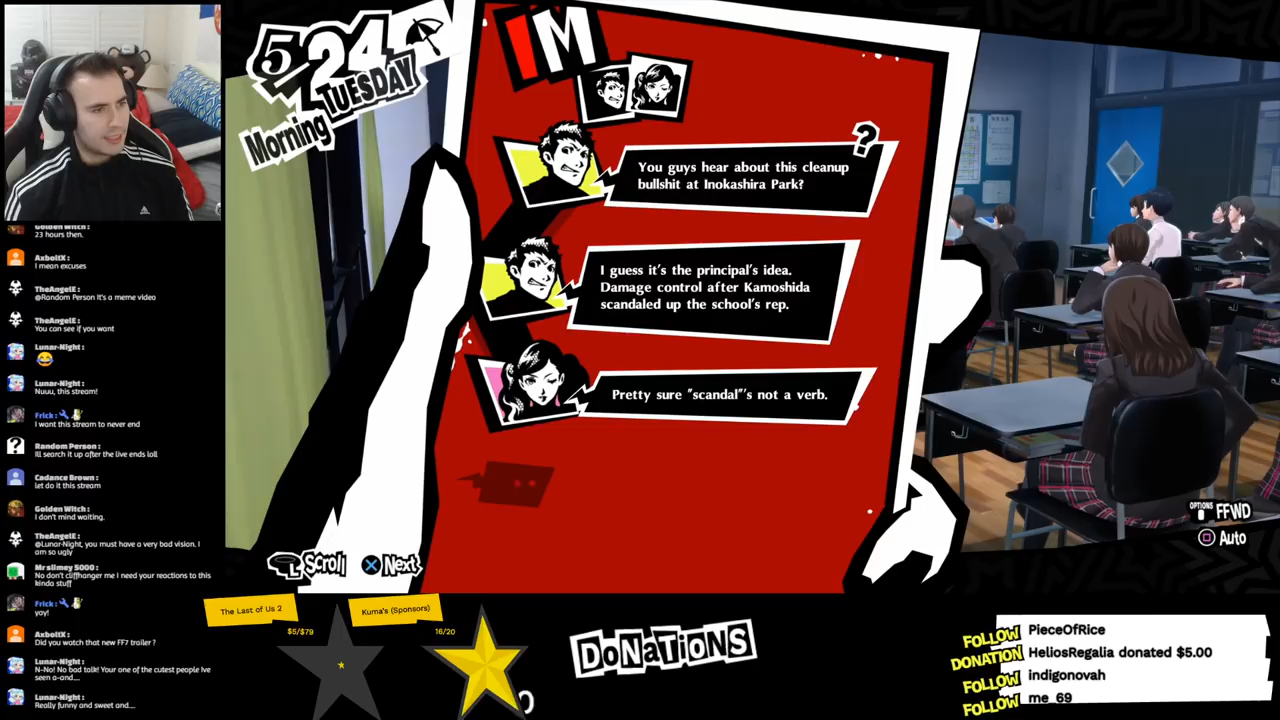 5/24
TUESDAY
Morning
IM
?
You guys hear about this cleanup
bullshit at Inokashira Park?
I guess it's the principal's idea.
Damage control after Kamoshida
scandaled up the school's rep.
Pretty sure "scandal"'s not a verb.
Scroll
Next
OPTIONS
FFWD
Auto
Golden Witch :
23 hours then.
AxboltX :
I mean excuses
TheAngelE :
@Random Person It's a meme video
TheAngelE :
You can see if you want
Lunar-Night :
Lunar-Night :
Nuuu, this stream!
Frick :
I want this stream to never end
Random Person :
Ill search it up after the live ends lol
Cadance Brown :
let do it this stream
Golden Witch :
I don't mind waiting.
TheAngelE :
@Lunar-Night, you must have a very bad vision. I
am so ugly
Mr slimey 5000 :
No don't cliffhanger me I need your reactions to this
kinda stuff
Frick :
yay!
AxboltX :
Did you watch that new FF7 trailer ?
Lunar-Night :
N-No! No bad talk! Your one of the cutest people Ive
seen a-and....
Lunar-Night :
Really funny and sweet and....
The Last of Us 2
$5/$79
Kuma's (Sponsors)
16/20
DONATIONS
FOLLOW PieceOfRice
DONATION HeliosRegalia donated $5.00
FOLLOW indigonovah
FOLLOW me_69